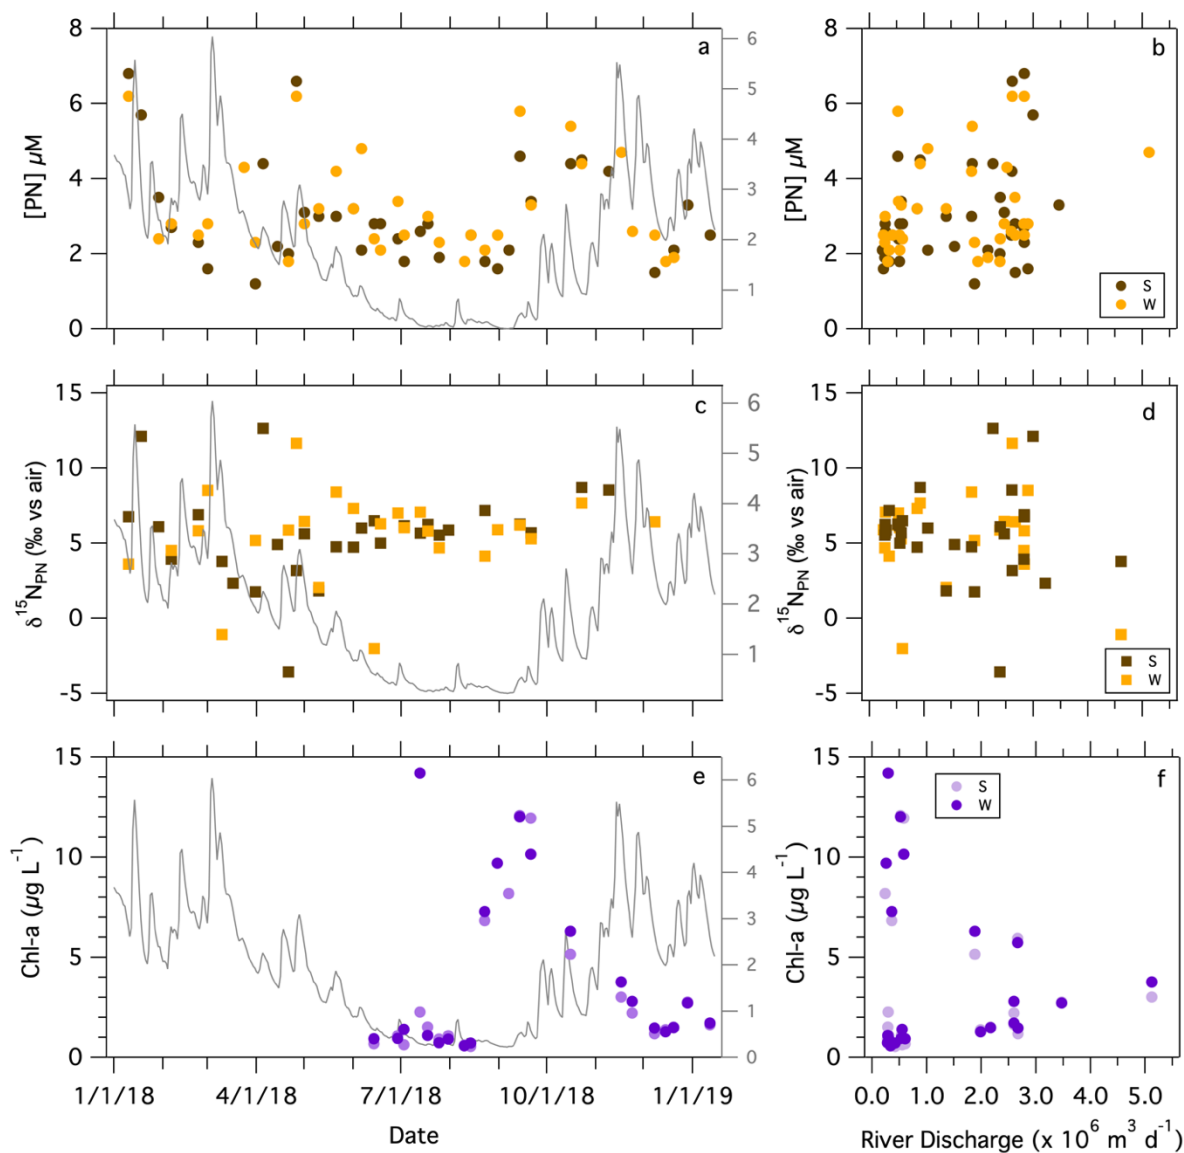 8
6
4
2
0
[PN] µM
a
6
5
4
3
2
1
8
6
4
2
0
[PN] µM
b
S
W
15
10
5
0
-5
δ¹⁵N_PN (‰ vs air)
c
6
5
4
3
2
1
15
10
5
0
-5
δ¹⁵N_PN (‰ vs air)
d
S
W
15
10
5
0
Chl-a (µg L⁻¹)
e
6
5
4
3
2
1
0
1/1/18 4/1/18 7/1/18 10/1/18 1/1/19
Date
15
10
5
0
Chl-a (µg L⁻¹)
f
S
W
0.0 1.0 2.0 3.0 4.0 5.0
River Discharge (x 10⁶ m³ d⁻¹)